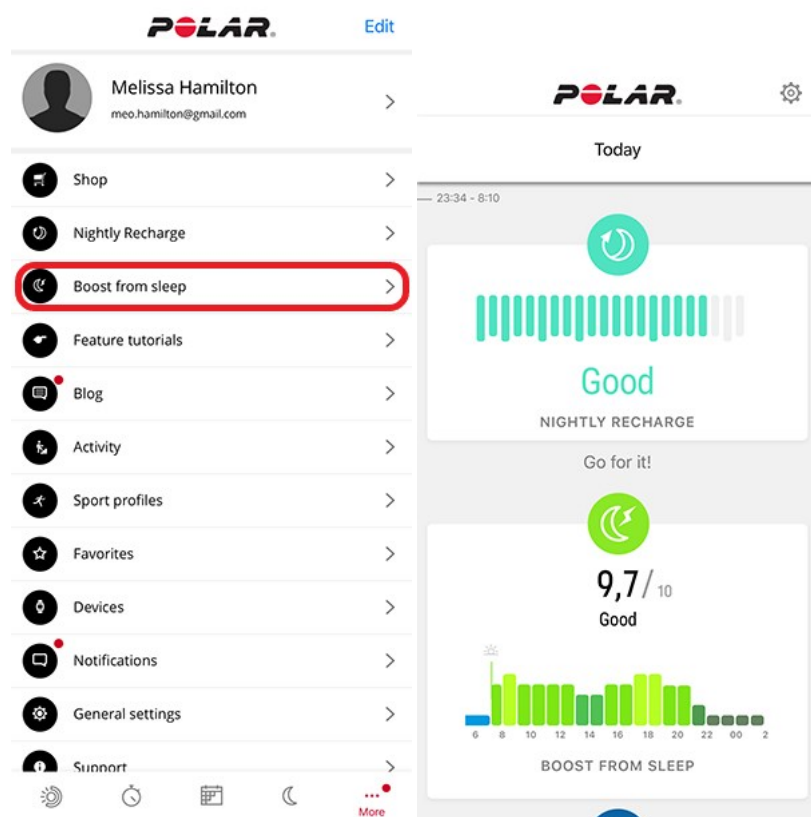 POLAR.
Edit
Melissa Hamilton
meo.hamilton@gmail.com
Shop
Nightly Recharge
Boost from sleep
Feature tutorials
Blog
Activity
Sport profiles
Favorites
Devices
Notifications
General settings
Support
More
POLAR.
Today
23:34 - 8:10
Good
NIGHTLY RECHARGE
Go for it!
9,7/ 10
Good
6 8 10 12 14 16 18 20 22 00 2
BOOST FROM SLEEP